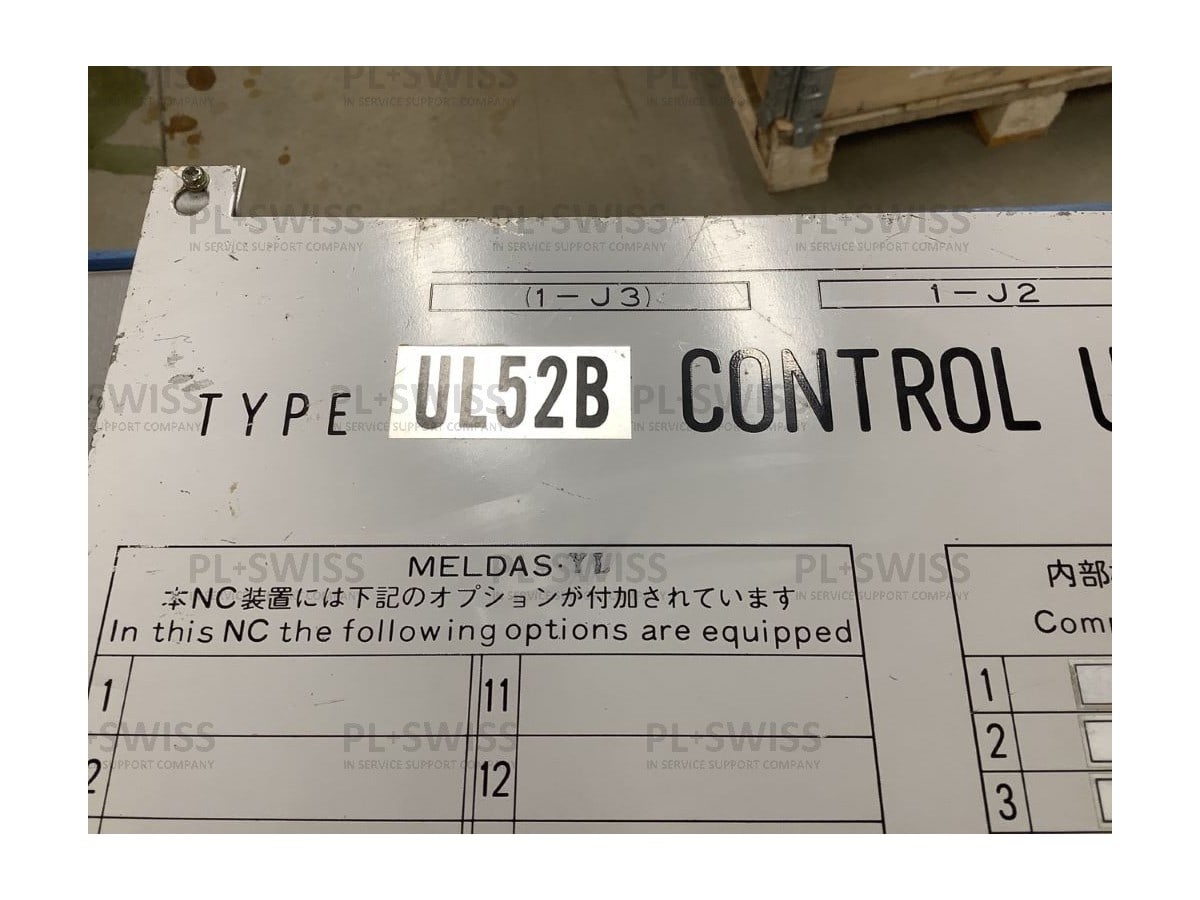 PL+SWISS
IN SERVICE SUPPORT COMPANY
(1-J3)
1-J2
TYPE UL52B CONTROL
MELDAS·YL
本NC装置には下記のオプションが付加されています
In this NC the following options are equipped
1
11
2
12
内部
1
2
3